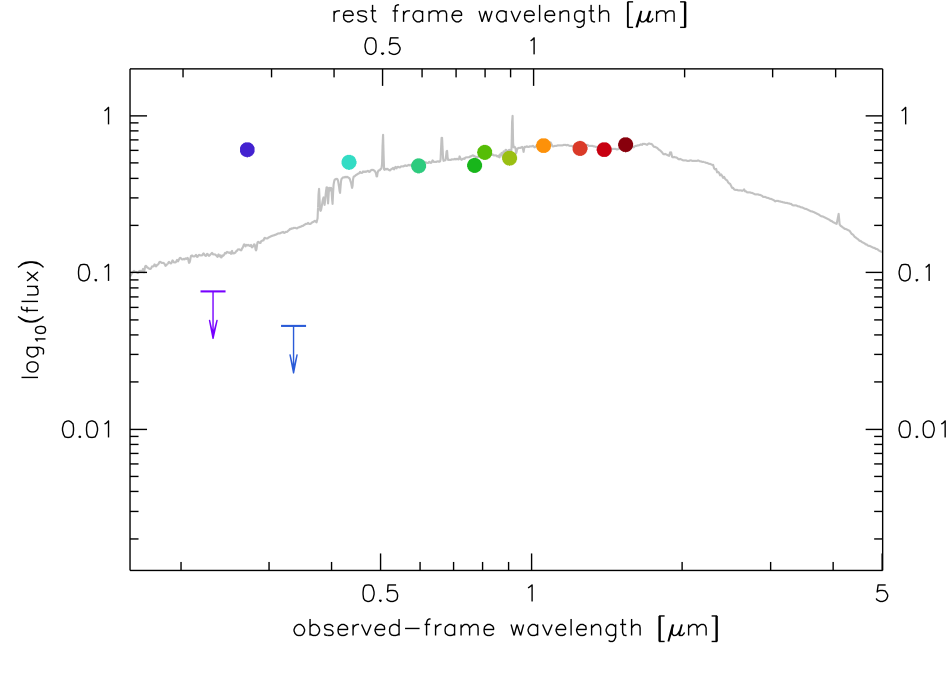 rest frame wavelength [μm]
0.5 1
1 1
0.1 0.1
0.01 0.01
log10(flux)
0.5 1 5
observed-frame wavelength [μm]